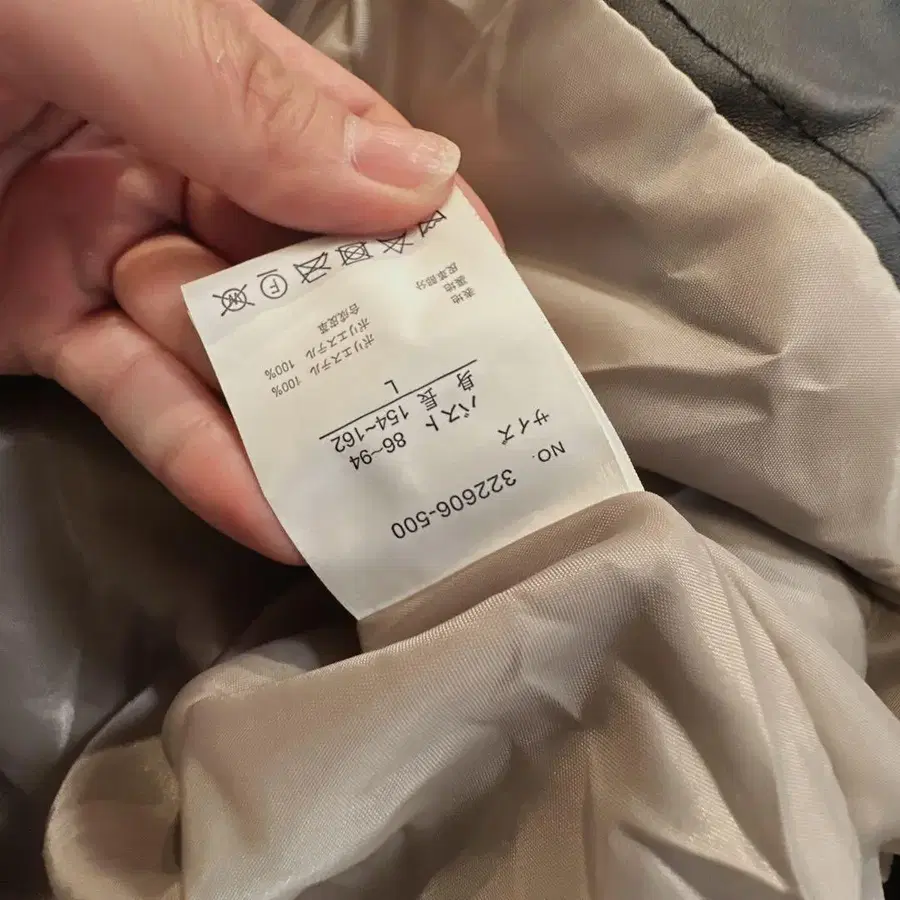 NO. 322606-500
サイズ
バスト 86~94
身長 154~162
L
表地 ポリエステル 100%
裏地 ポリエステル 100%
皮革部分 合成皮革
F W